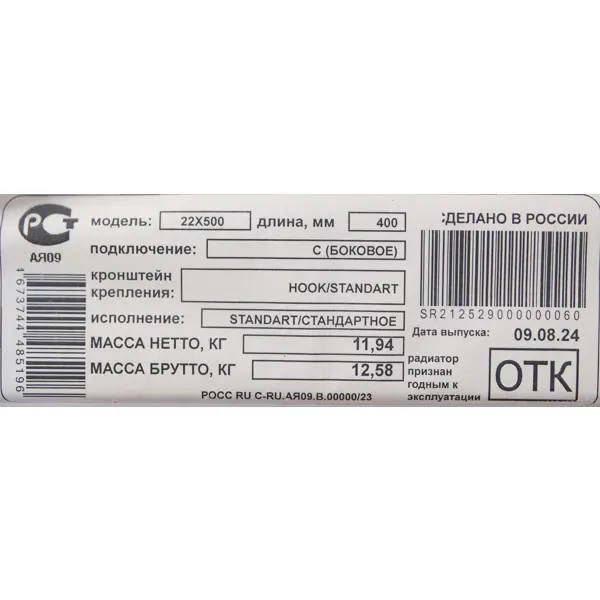 РСТ
АЯ09
модель: 22X500 длина, мм 400
подключение: C (БОКОВОЕ)
кронштейн
крепления: HOOK/STANDART
исполнение: STANDART/СТАНДАРТНОЕ
МАССА НЕТТО, КГ 11,94
МАССА БРУТТО, КГ 12,58
РОСС RU C-RU.АЯ09.В.00000/23
СДЕЛАНО В РОССИИ
SR212529000000060
Дата выпуска: 09.08.24
радиатор
признан
годным к
эксплуатации
ОТК
4673744485196